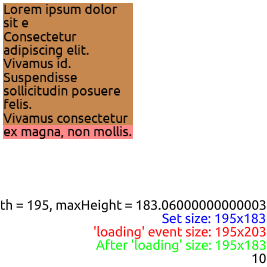 Lorem ipsum dolor
sit e
Consectetur
adipiscing elit.
Vivamus id.
Suspendisse
sollicitudin posuere
felis.
Vivamus consectetur
ex magna, non mollis.
th = 195, maxHeight = 183.06000000000003
Set size: 195x183
'loading' event size: 195x203
After 'loading' size: 195x183
10